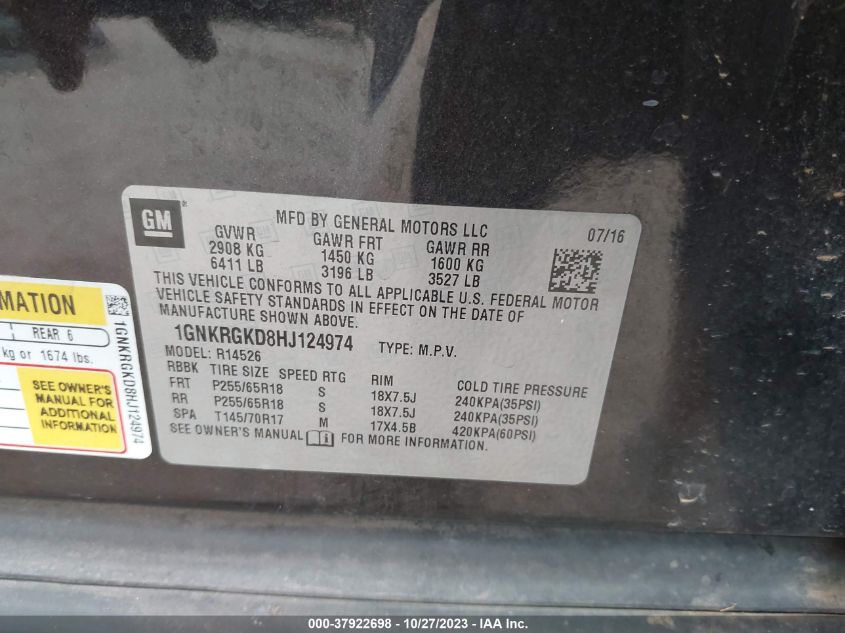 GM
MFD BY GENERAL MOTORS LLC
07/16
GVWR GAWR FRT GAWR RR
2908 KG 1450 KG 1600 KG
6411 LB 3196 LB 3527 LB
THIS VEHICLE CONFORMS TO ALL APPLICABLE U.S. FEDERAL MOTOR
VEHICLE SAFETY STANDARDS IN EFFECT ON THE DATE OF
MANUFACTURE SHOWN ABOVE.
1GNKRGKD8HJ124974 TYPE: M.P.V.
MODEL: R14526
RBBK TIRE SIZE SPEED RTG RIM COLD TIRE PRESSURE
FRT P255/65R18 S 18X7.5J 240KPA(35PSI)
RR P255/65R18 S 18X7.5J 240KPA(35PSI)
SPA T145/70R17 M 17X4.5B 420KPA(60PSI)
SEE OWNER'S MANUAL i FOR MORE INFORMATION.
MATION
REAR 6
kg or 1674 lbs.
SEE OWNER'S
MANUAL FOR
ADDITIONAL
INFORMATION
1GNKRGKD8HJ124974
000-37922698 - 10/27/2023 - IAA Inc.